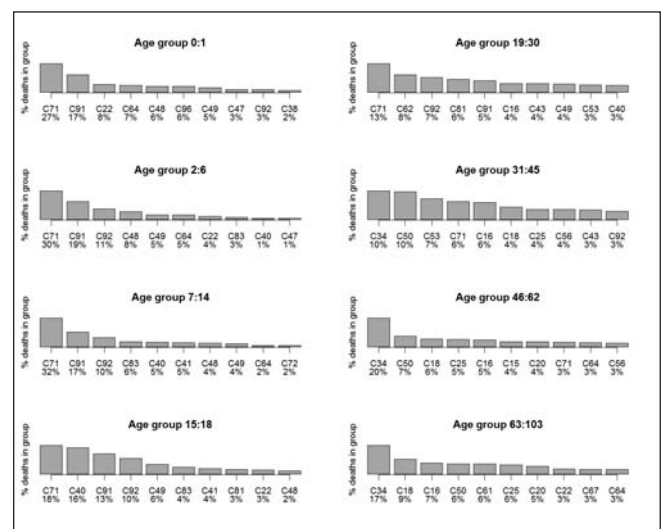 Age group 0:1
% deaths in group
C71 C91 C22 C64 C48 C96 C49 C47 C92 C38
27% 17% 8% 7% 6% 6% 5% 3% 3% 2%
Age group 2:6
% deaths in group
C71 C91 C92 C48 C49 C64 C22 C83 C40 C47
30% 19% 11% 8% 5% 5% 4% 3% 1% 1%
Age group 7:14
% deaths in group
C71 C91 C92 C83 C40 C41 C48 C49 C64 C72
32% 17% 10% 6% 5% 5% 4% 4% 2% 2%
Age group 15:18
% deaths in group
C71 C40 C91 C92 C49 C83 C41 C81 C22 C48
18% 16% 13% 10% 6% 4% 4% 3% 3% 2%
Age group 19:30
% deaths in group
C71 C62 C92 C81 C91 C16 C43 C49 C53 C40
13% 8% 7% 6% 5% 4% 4% 4% 3% 3%
Age group 31:45
% deaths in group
C34 C50 C53 C71 C16 C18 C25 C56 C43 C92
10% 10% 7% 6% 6% 4% 4% 4% 3% 3%
Age group 46:62
% deaths in group
C34 C50 C18 C25 C16 C15 C20 C71 C64 C56
20% 7% 6% 5% 5% 4% 4% 3% 3% 3%
Age group 63:103
% deaths in group
C34 C18 C16 C50 C61 C25 C20 C22 C67 C64
17% 9% 7% 6% 6% 6% 5% 3% 3% 3%